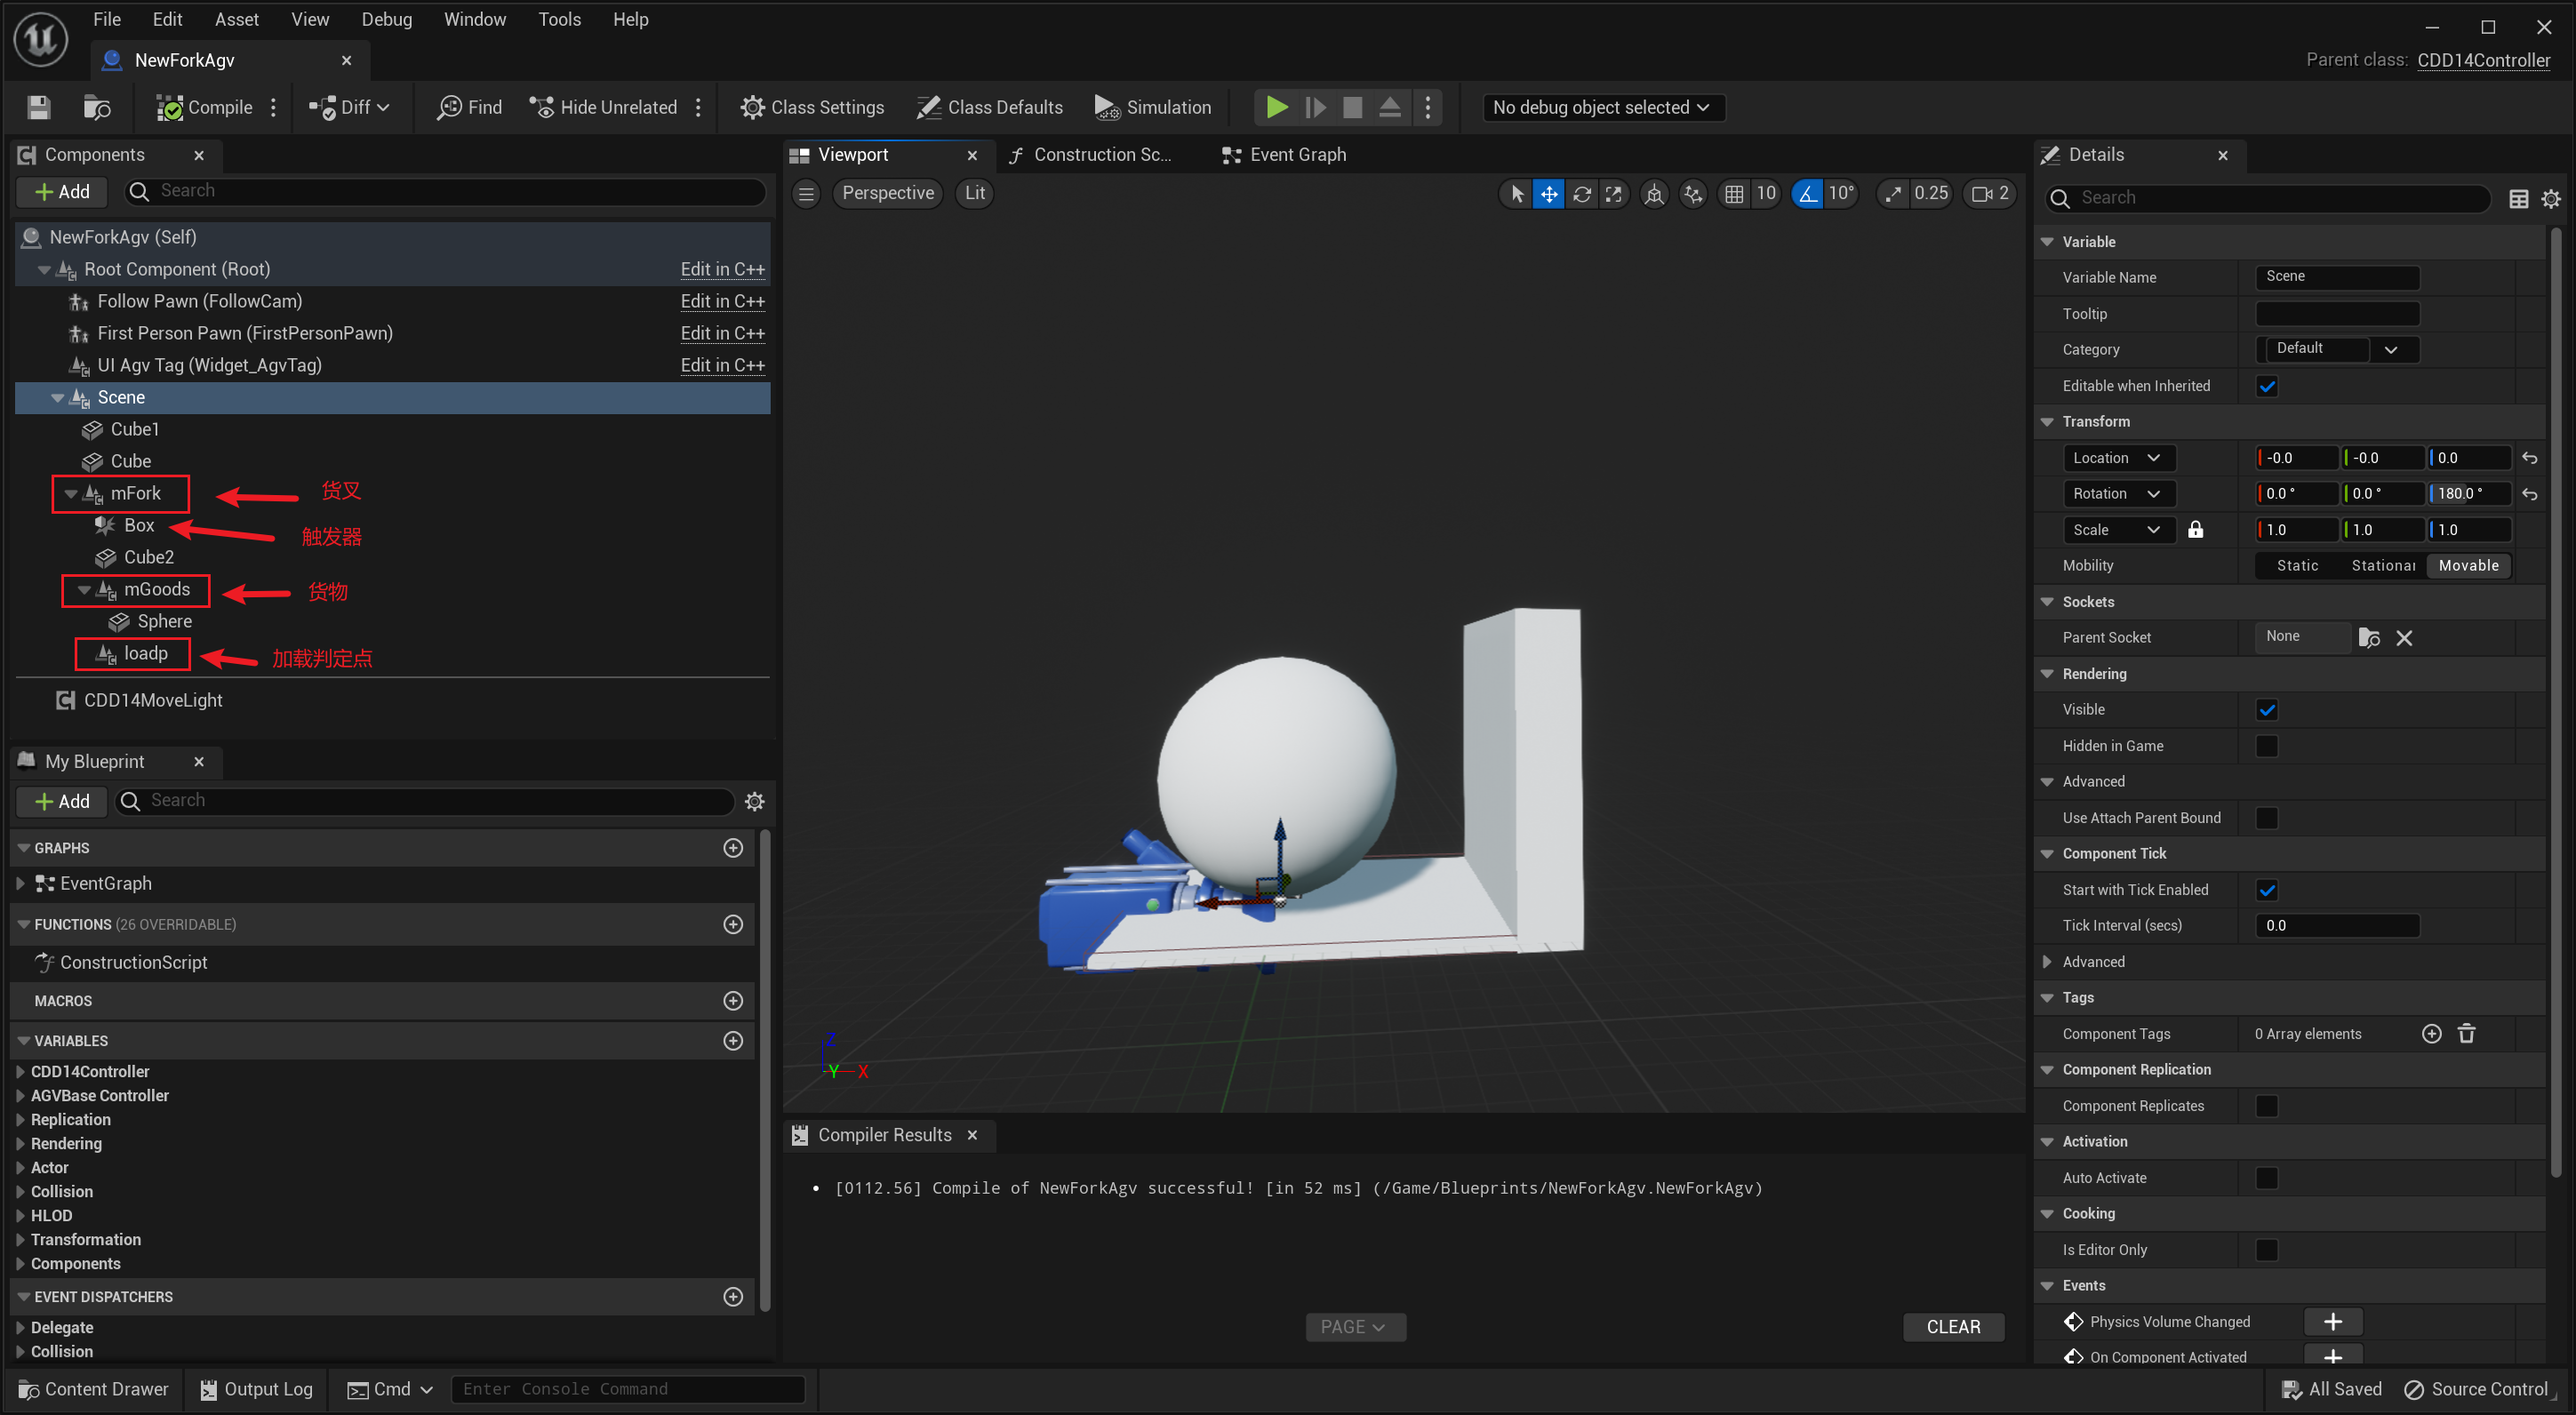 File Edit Asset View Debug Window Tools Help
NewForkAgv
Parent class: CDD14Controller
Compile Diff Find Hide Unrelated Class Settings Class Defaults Simulation No debug object selected
Components
Add Search
NewForkAgv (Self)
Root Component (Root) Edit in C++
Follow Pawn (FollowCam) Edit in C++
First Person Pawn (FirstPersonPawn) Edit in C++
UI Agv Tag (Widget_AgvTag) Edit in C++
Scene
Cube1
Cube
mFork 货叉
Box 触发器
Cube2
mGoods 货物
Sphere
loadp 加载判定点
CDD14MoveLight
My Blueprint
Add Search
GRAPHS
EventGraph
FUNCTIONS (26 OVERRIDABLE)
ConstructionScript
MACROS
VARIABLES
CDD14Controller
AGVBase Controller
Replication
Rendering
Actor
Collision
HLOD
Transformation
Components
EVENT DISPATCHERS
Delegate
Collision
Viewport Construction Sc... Event Graph
Perspective Lit 10 10° 0.25 2
Z
Y X
Compiler Results
• [0112.56] Compile of NewForkAgv successful! [in 52 ms] (/Game/Blueprints/NewForkAgv.NewForkAgv)
PAGE CLEAR
Details
Search
Variable
Variable Name Scene
Tooltip
Category Default
Editable when Inherited
Transform
Location -0.0 -0.0 0.0
Rotation 0.0 ° 0.0 ° 180.0 °
Scale 1.0 1.0 1.0
Mobility Static Stationar Movable
Sockets
Parent Socket None
Rendering
Visible
Hidden in Game
Advanced
Use Attach Parent Bound
Component Tick
Start with Tick Enabled
Tick Interval (secs) 0.0
Advanced
Tags
Component Tags 0 Array elements
Component Replication
Component Replicates
Activation
Auto Activate
Cooking
Is Editor Only
Events
Physics Volume Changed
On Component Activated
Content Drawer Output Log Cmd Enter Console Command All Saved Source Control